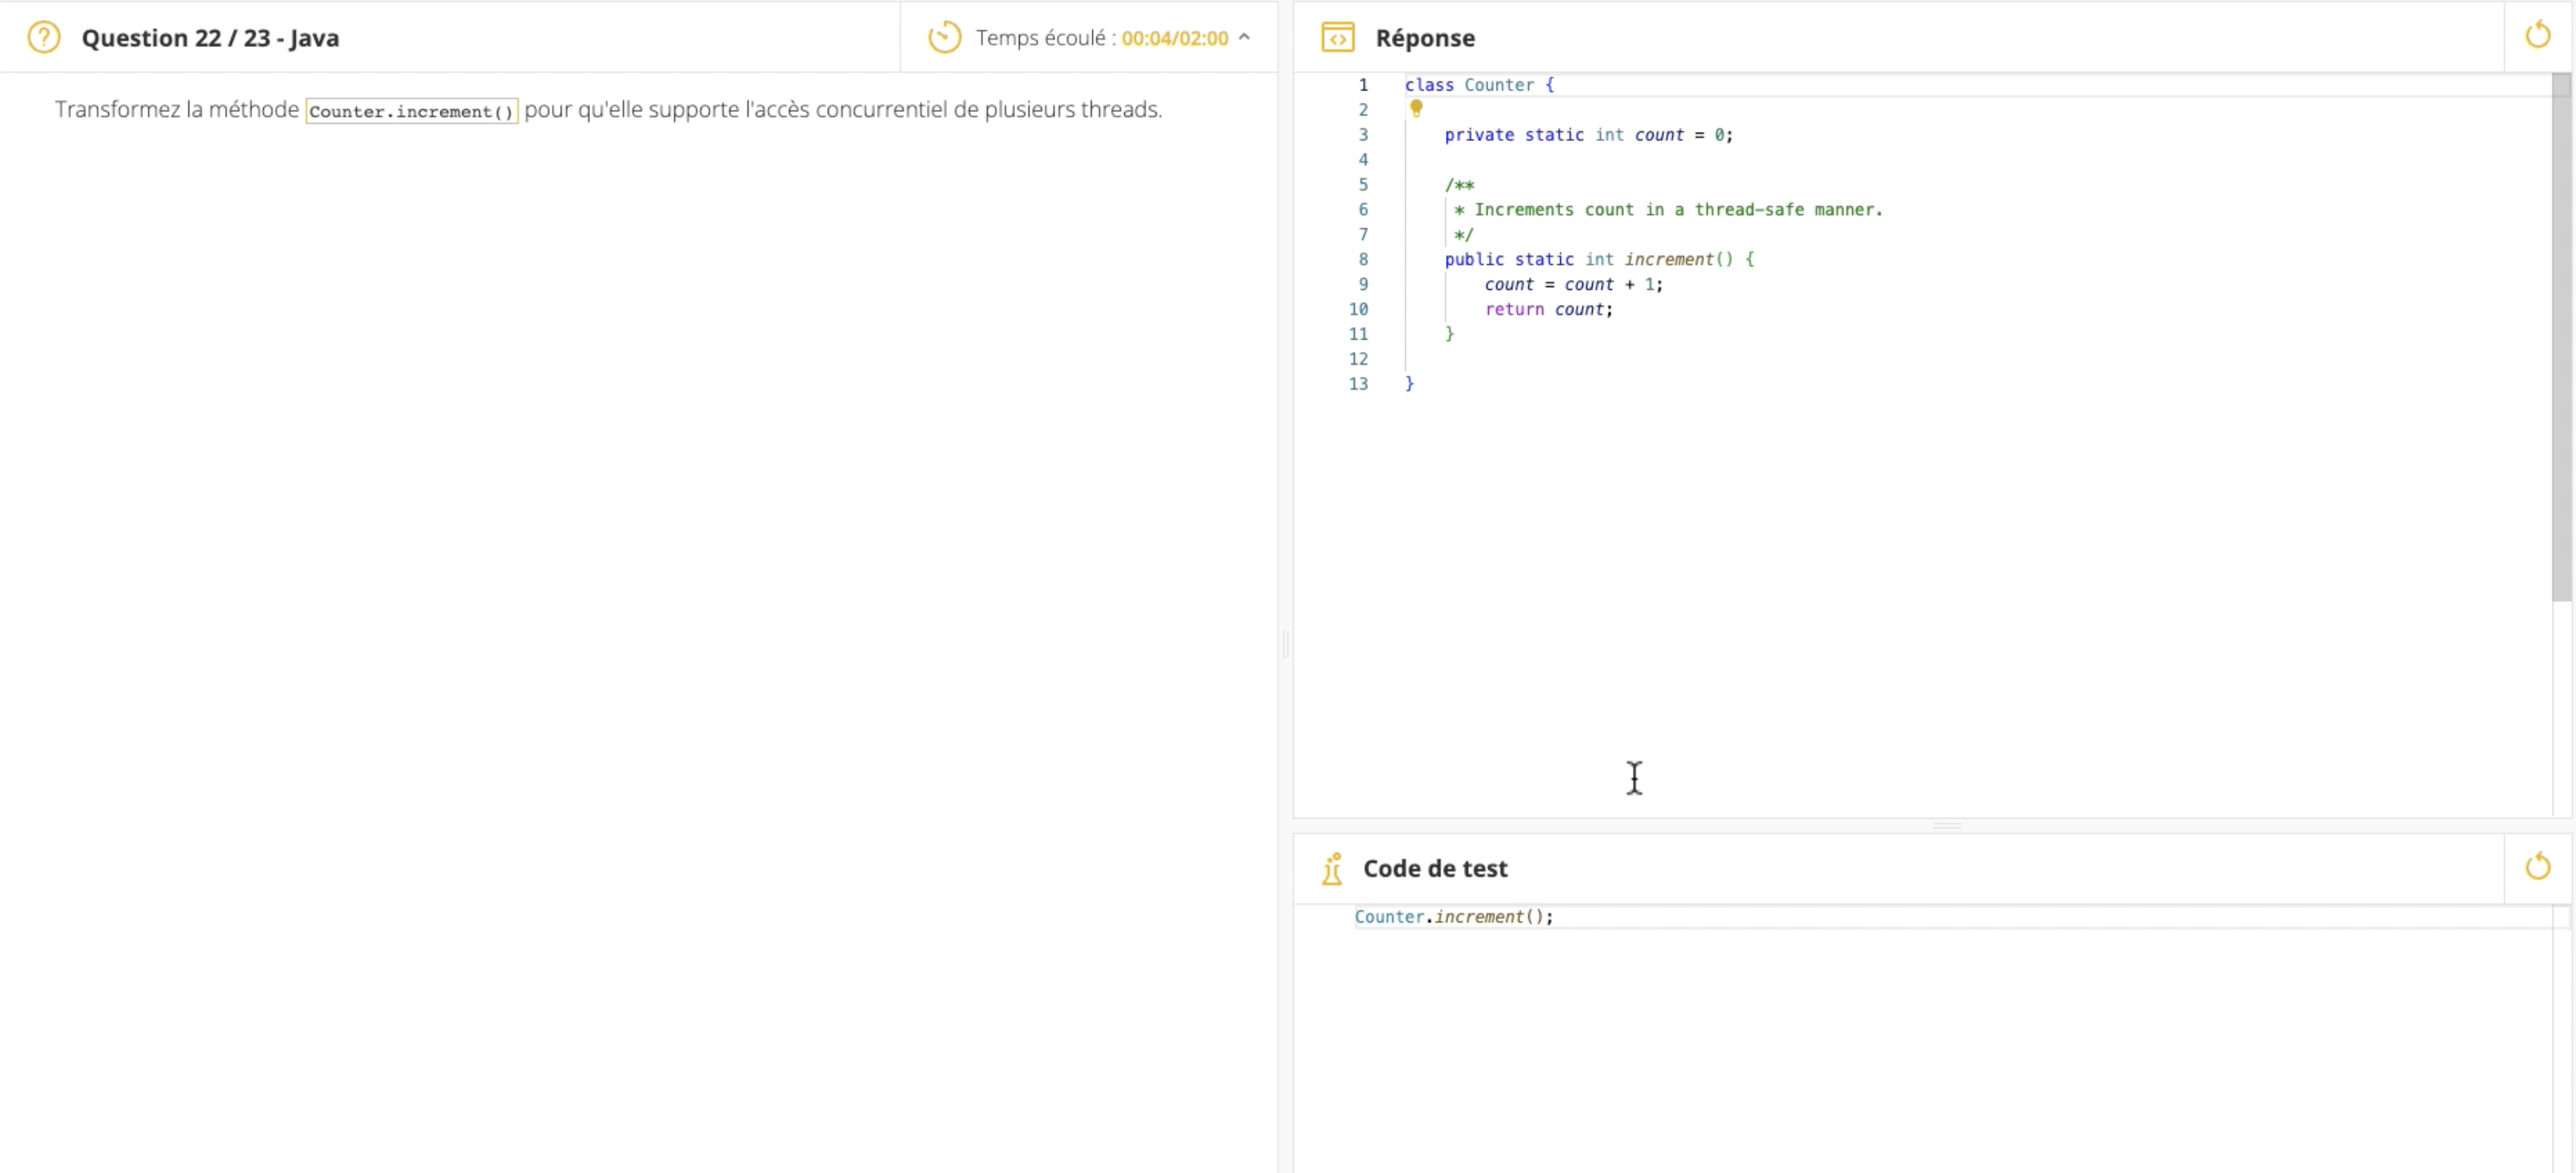 Question 22 / 23 - Java
Temps écoulé : 00:04/02:00
Transformez la méthode Counter.increment() pour qu'elle supporte l'accès concurrentiel de plusieurs threads.
Réponse
1 class Counter {
2
3     private static int count = 0;
4
5     /**
6      * Increments count in a thread-safe manner.
7      */
8     public static int increment() {
9         count = count + 1;
10         return count;
11     }
12
13 }
Code de test
Counter.increment();